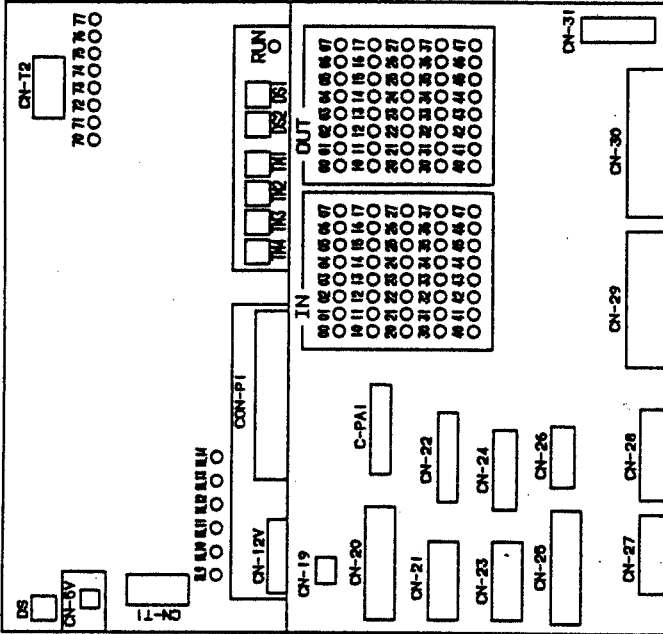 CN-T2
70 71 72 73 74 75 76 77
RUN
DS1
DS2
TM1
TM2
TM3
TM4
OUT
00 01 02 03 04 05 06 07
10 11 12 13 14 15 16 17
20 21 22 23 24 25 26 27
30 31 32 33 34 35 36 37
40 41 42 43 44 45 46 47
IN
00 01 02 03 04 05 06 07
10 11 12 13 14 15 16 17
20 21 22 23 24 25 26 27
30 31 32 33 34 35 36 37
40 41 42 43 44 45 46 47
CN-31
CN-30
CN-29
CON-P1
C-PA1
CN-22
CN-24
CN-26
CN-28
DS
CN-5V
CN-T1
CN-12V
CN-19
CN-20
CN-21
CN-23
CN-25
CN-27